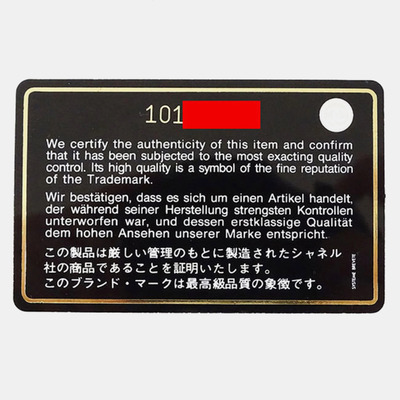 101
We certify the authenticity of this item and confirm
that it has been subjected to the most exacting quality
control. Its high quality is a symbol of the fine reputation
of the Trademark.
Wir bestätigen, dass es sich um einen Artikel handelt,
der während seiner Herstellung strengsten Kontrollen
unterworfen war, und dessen erstklassige Qualität
dem hohen Ansehen unserer Marke entspricht.
この製品は厳しい管理のもとに製造されたシャネル
社の商品であることを証明いたします。
このブランド・マークは最高級品質の象徴です。
SYSTEME BREVETE